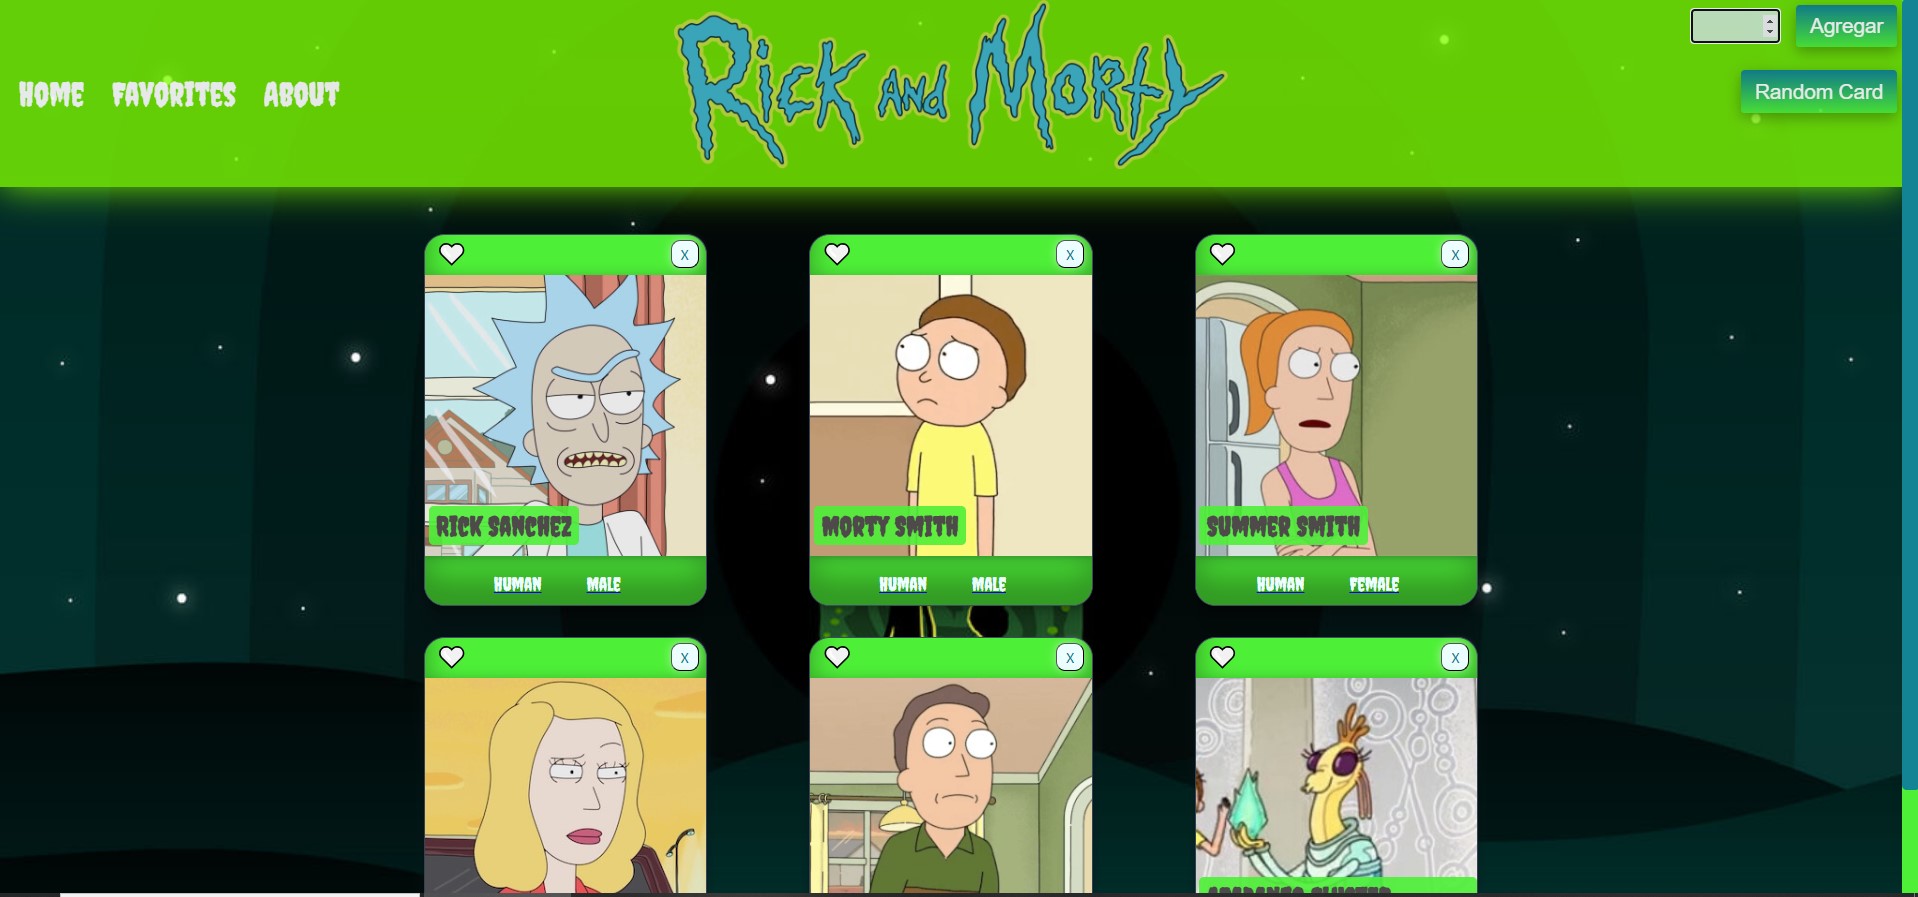 HOME FAVORITES ABOUT
Rick and Morty
Agregar
Random Card
X
X
X
RICK SANCHEZ
MORTY SMITH
SUMMER SMITH
HUMAN MALE
HUMAN MALE
HUMAN FEMALE
X
X
X